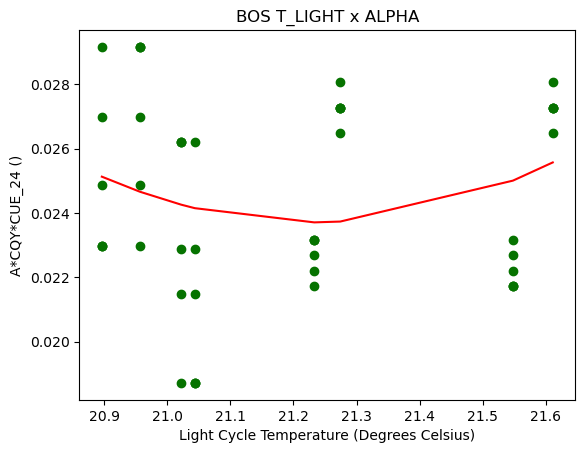 BOS T_LIGHT x ALPHA
0.028
0.026
0.024
0.022
0.020
A*CQY*CUE_24 ()
20.9 21.0 21.1 21.2 21.3 21.4 21.5 21.6
Light Cycle Temperature (Degrees Celsius)